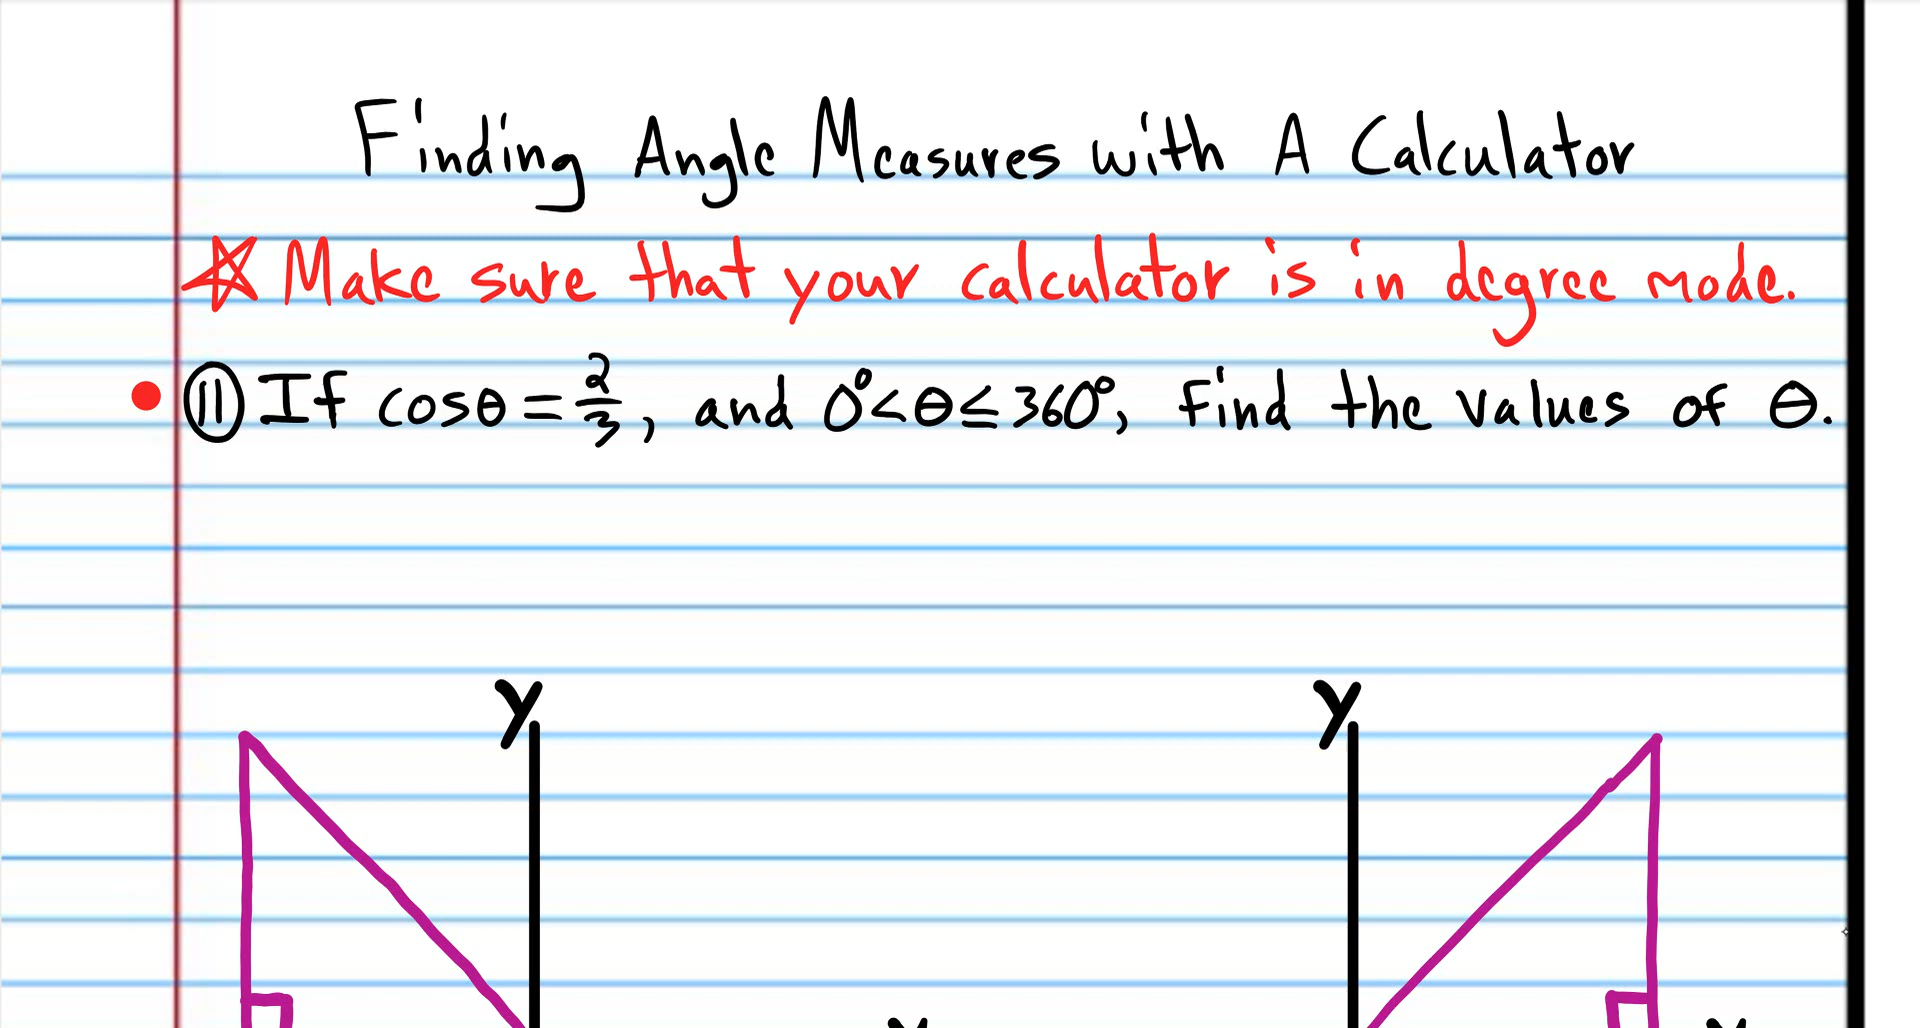 Finding Angle Measures with A Calculator
☆ Make sure that your calculator is in degree mode.
• ⑪ If cosθ = 2/3, and 0° < θ ≤ 360°, find the values of θ.
y y
x x